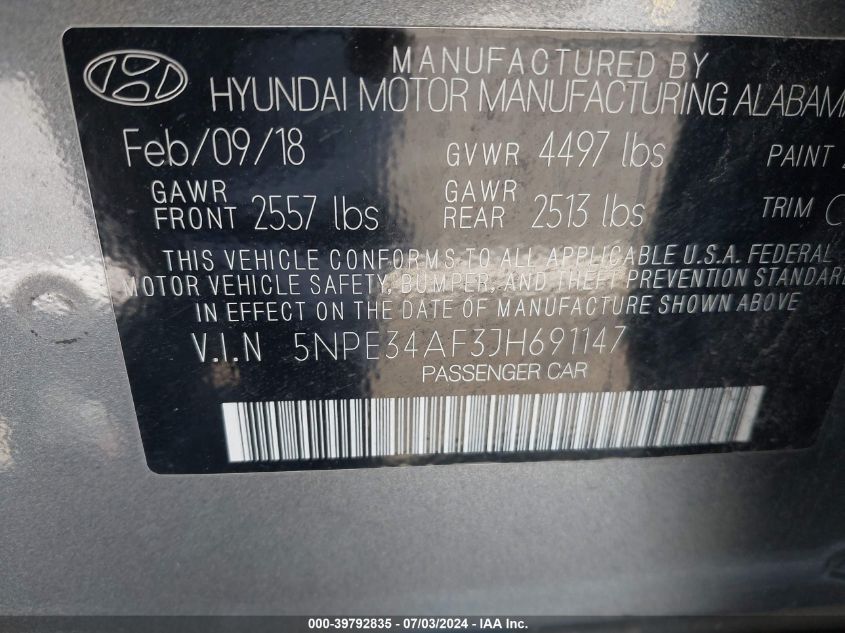 MANUFACTURED BY
HYUNDAI MOTOR MANUFACTURING ALABAMA
Feb/09/18 GVWR 4497 lbs PAINT
GAWR FRONT 2557 lbs GAWR REAR 2513 lbs TRIM C
THIS VEHICLE CONFORMS TO ALL APPLICABLE U.S.A. FEDERAL
MOTOR VEHICLE SAFETY, BUMPER, AND THEFT PREVENTION STANDARD
IN EFFECT ON THE DATE OF MANUFACTURE SHOWN ABOVE
V.I.N 5NPE34AF3JH691147
PASSENGER CAR
000-39792835 - 07/03/2024 - IAA Inc.